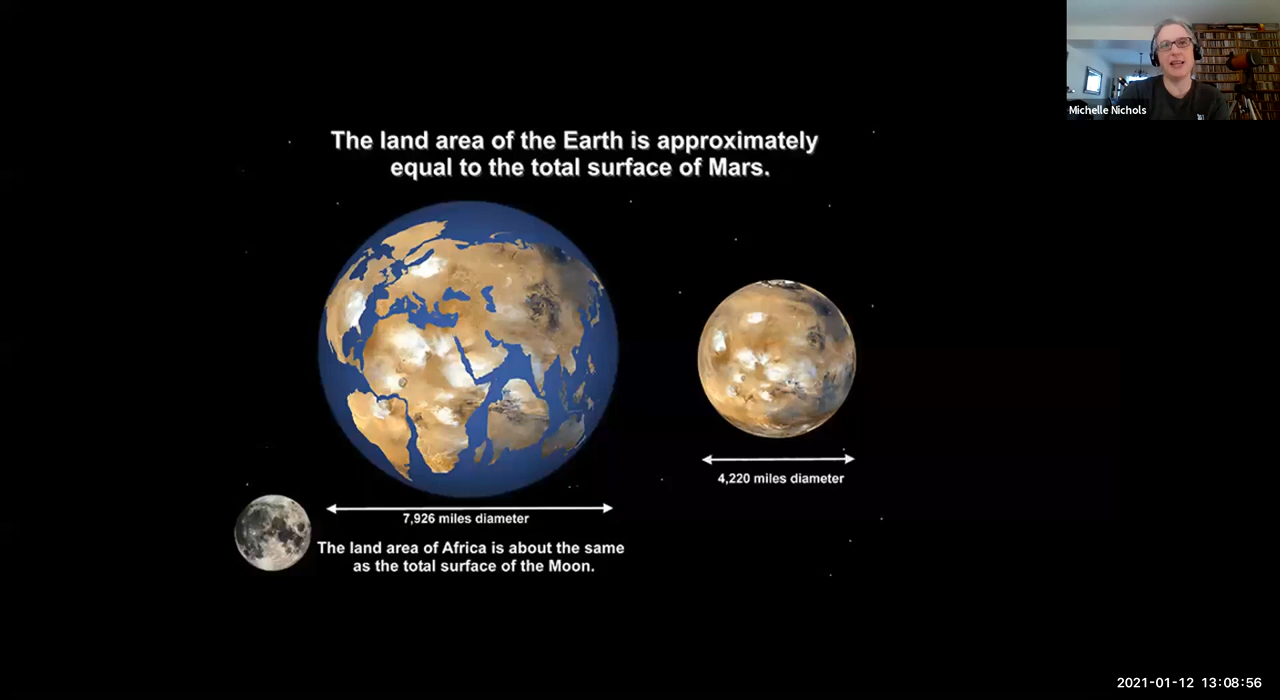 Michelle Nichols
The land area of the Earth is approximately
equal to the total surface of Mars.
4,220 miles diameter
7,926 miles diameter
The land area of Africa is about the same
as the total surface of the Moon.
2021-01-12 13:08:56